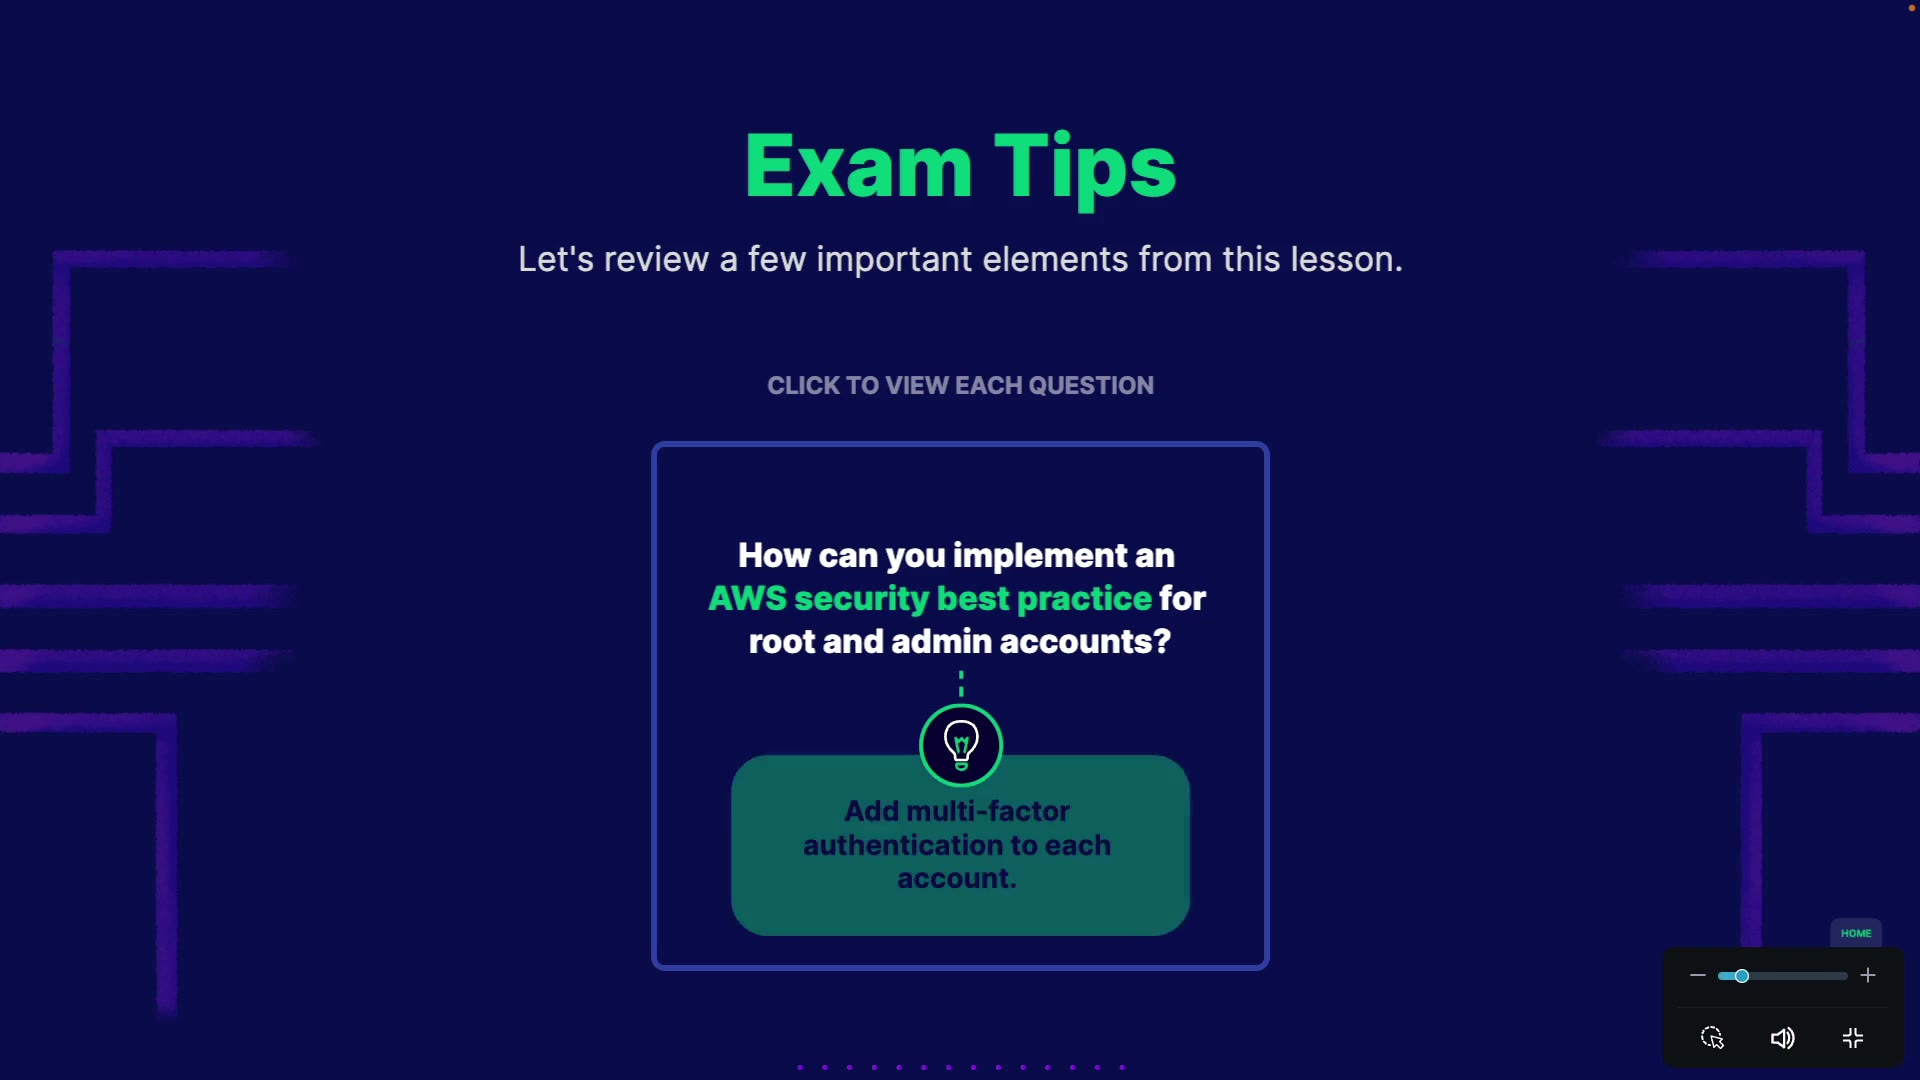 Exam Tips
Let's review a few important elements from this lesson.
CLICK TO VIEW EACH QUESTION
How can you implement an
AWS security best practice for
root and admin accounts?
Add multi-factor
authentication to each
account.
HOME